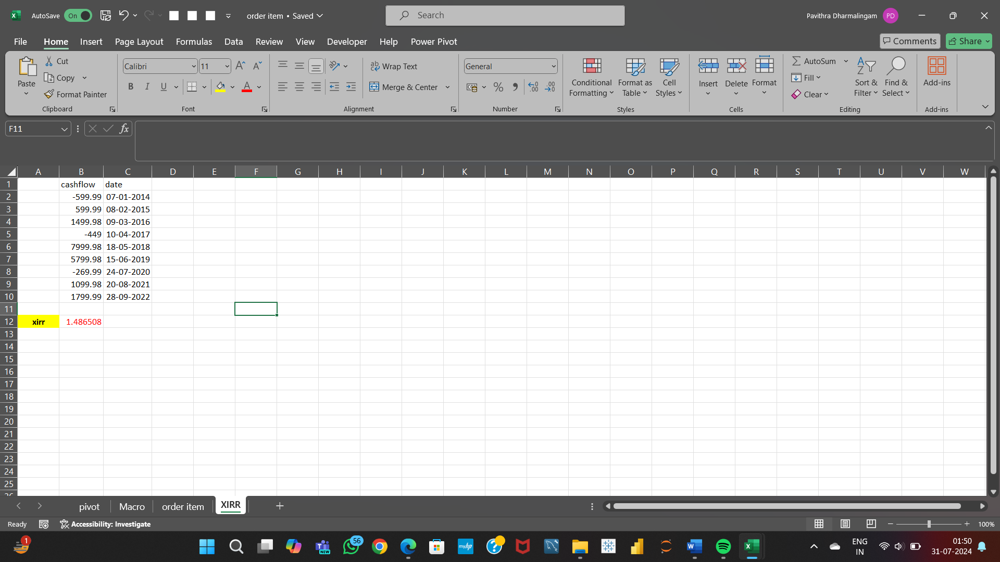 AutoSave On order item • Saved Search Pavithra Dharmalingam PD
File Home Insert Page Layout Formulas Data Review View Developer Help Power Pivot Comments Share
Paste Cut Copy Format Painter Clipboard
Calibri 11 B I U A Font
Wrap Text Merge & Center Alignment
General % Number
Conditional Formatting Format as Table Cell Styles Styles
Insert Delete Format Cells
AutoSum Fill Clear Sort & Filter Find & Select Editing
Add-ins Add-ins
F11 fx
A B C D E F G H I J K L M N O P Q R S T U V W
1 cashflow date
2 -599.99 07-01-2014
3 599.99 08-02-2015
4 1499.98 09-03-2016
5 -449 10-04-2017
6 7999.98 18-05-2018
7 5799.98 15-06-2019
8 -269.99 24-07-2020
9 1099.98 20-08-2021
10 1799.99 28-09-2022
11
12 xirr 1.486508
13
14
15
16
17
18
19
20
21
22
23
24
25
26
pivot Macro order item XIRR
Ready Accessibility: Investigate 100%
1 NEW 56 myhp ENG IN 01:50 31-07-2024